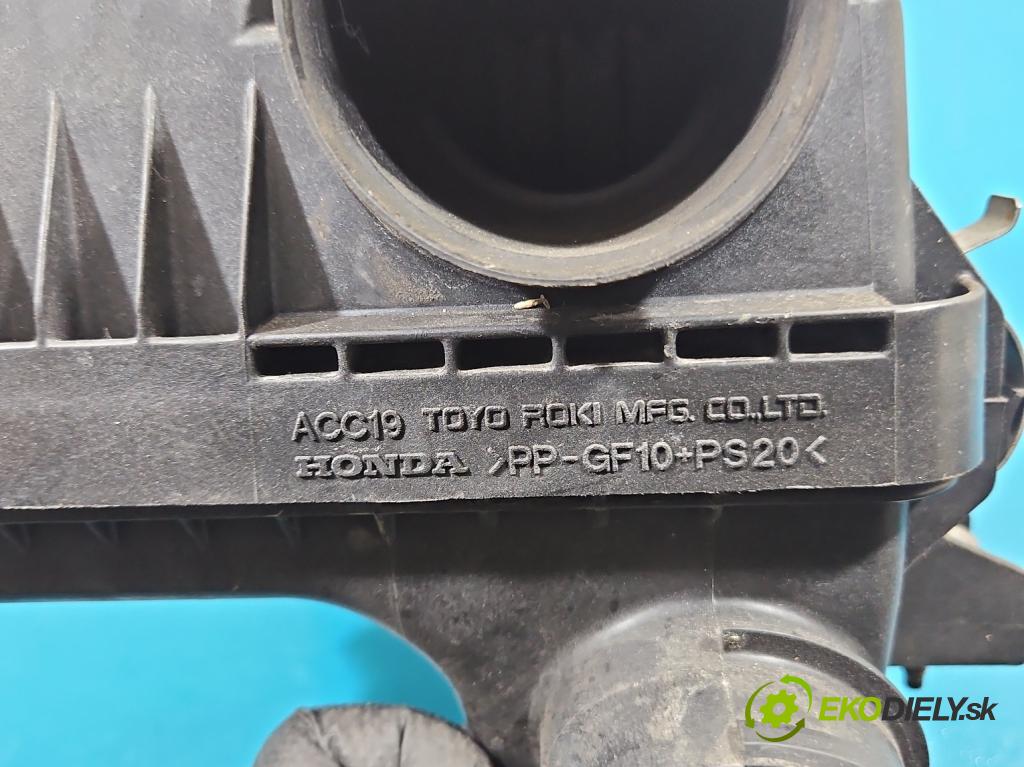 ACC19 TOYO ROKI MFG. CO.,LTD.
HONDA >PP-GF10+PS20<
EKODIELY.sk